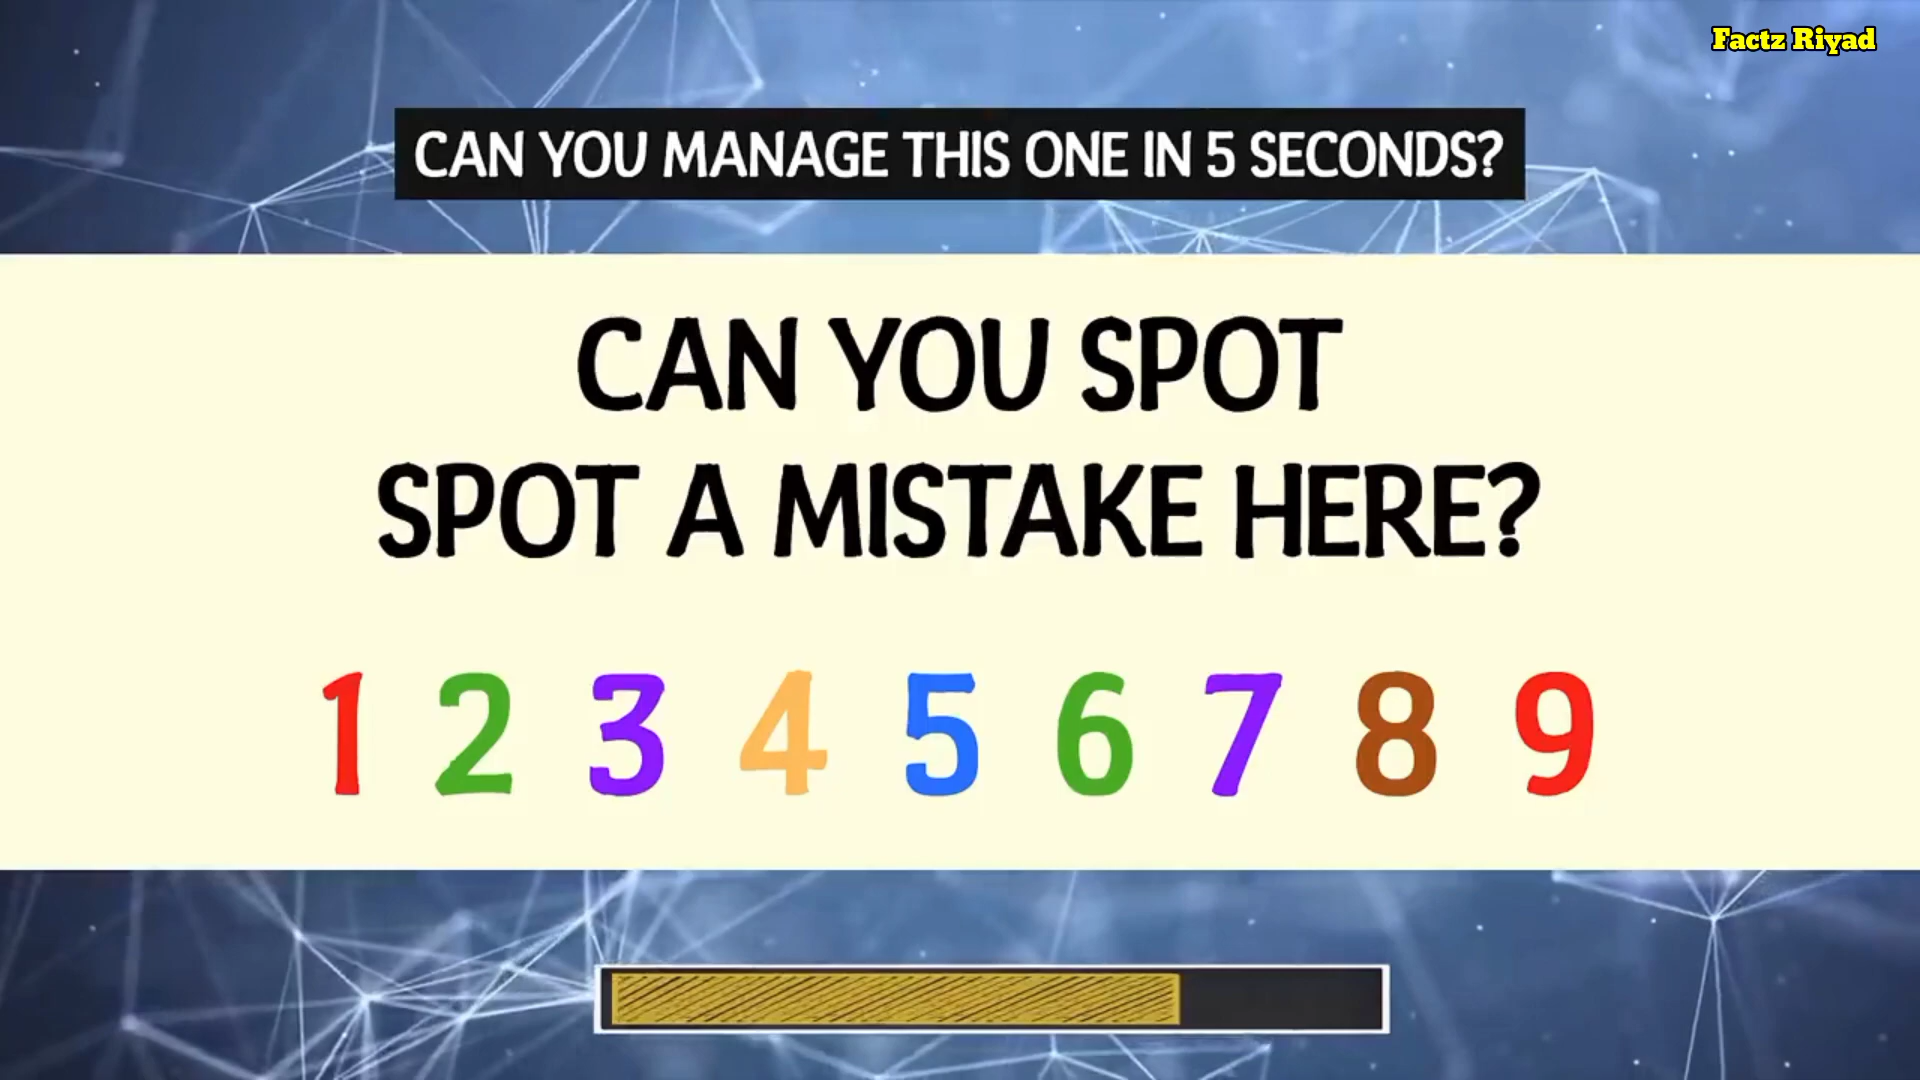 Factz Riyad
CAN YOU MANAGE THIS ONE IN 5 SECONDS?
CAN YOU SPOT
SPOT A MISTAKE HERE?
1 2 3 4 5 6 7 8 9